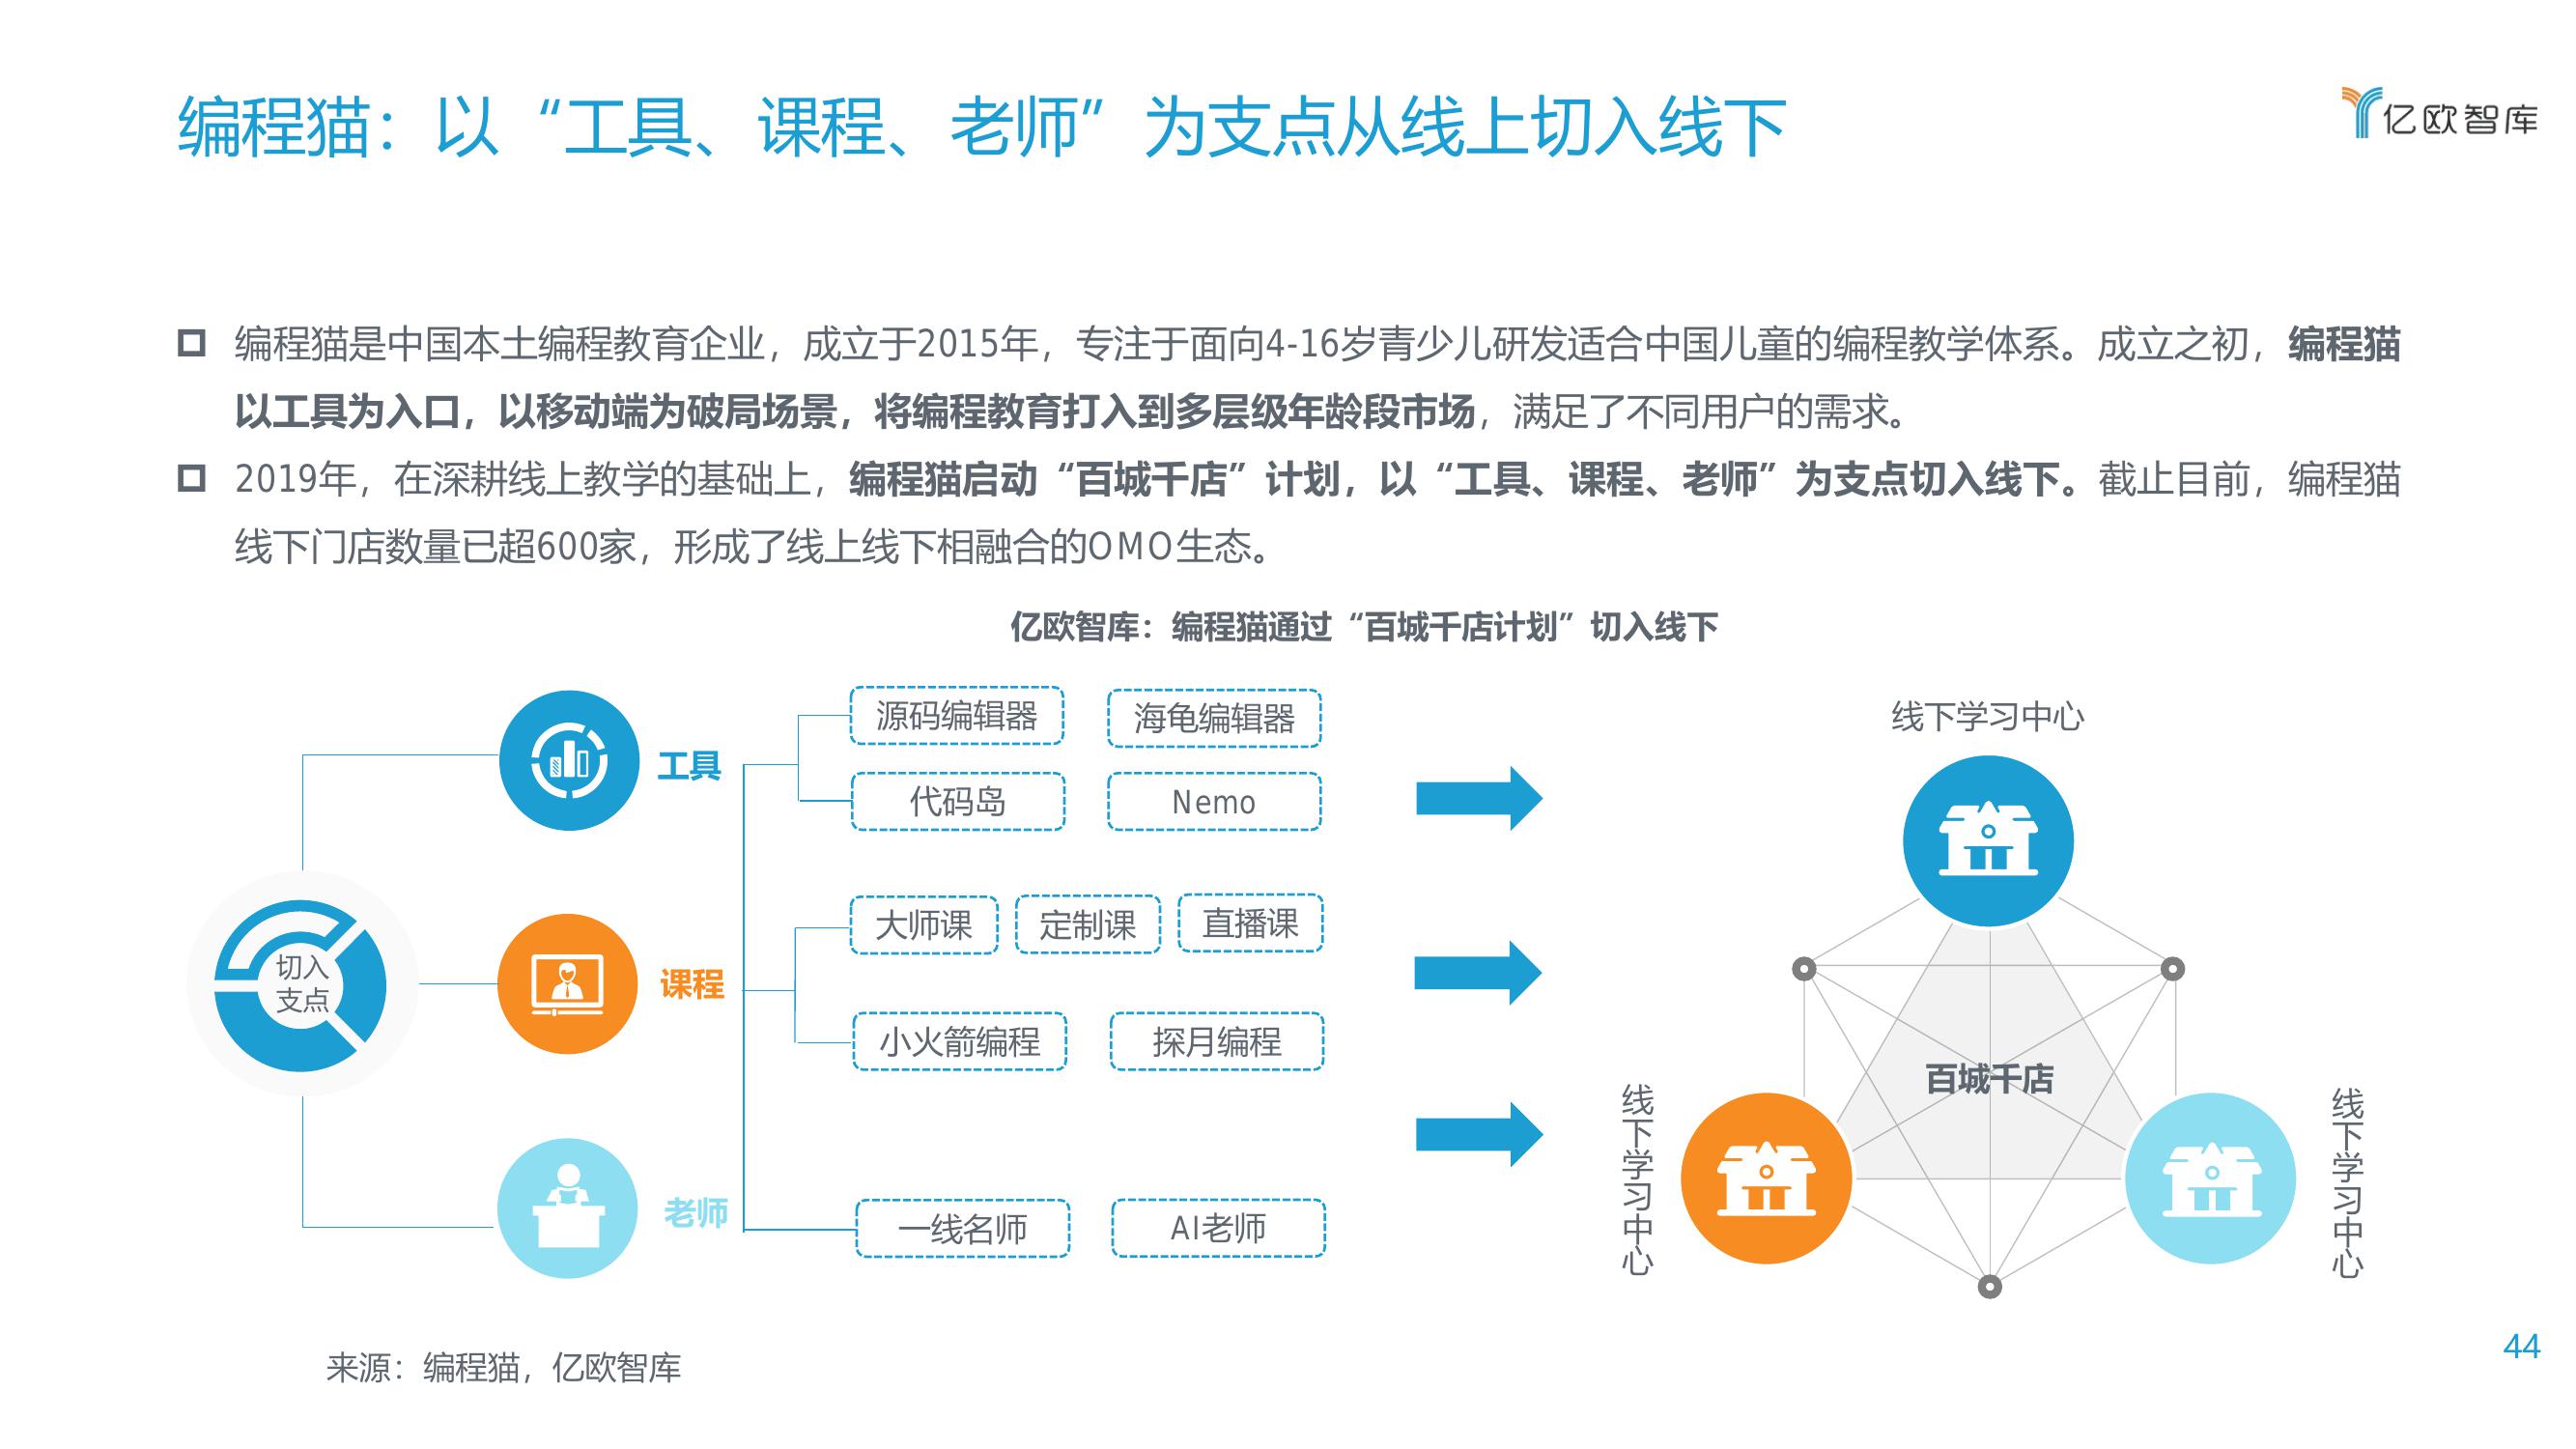 编程猫：以“工具、课程、老师”为支点从线上切入线下
亿欧智库
编程猫是中国本土编程教育企业，成立于2015年，专注于面向4-16岁青少儿研发适合中国儿童的编程教学体系。成立之初，编程猫
以工具为入口，以移动端为破局场景，将编程教育打入到多层级年龄段市场，满足了不同用户的需求。
2019年，在深耕线上教学的基础上，编程猫启动“百城千店”计划，以“工具、课程、老师”为支点切入线下。截止目前，编程猫
线下门店数量已超600家，形成了线上线下相融合的OMO生态。
亿欧智库：编程猫通过“百城千店计划”切入线下
切入
支点
工具
源码编辑器
海龟编辑器
代码岛
Nemo
课程
大师课
定制课
直播课
小火箭编程
探月编程
老师
一线名师
AI老师
线下学习中心
百城千店
线下学习中心
线下学习中心
来源：编程猫，亿欧智库
44